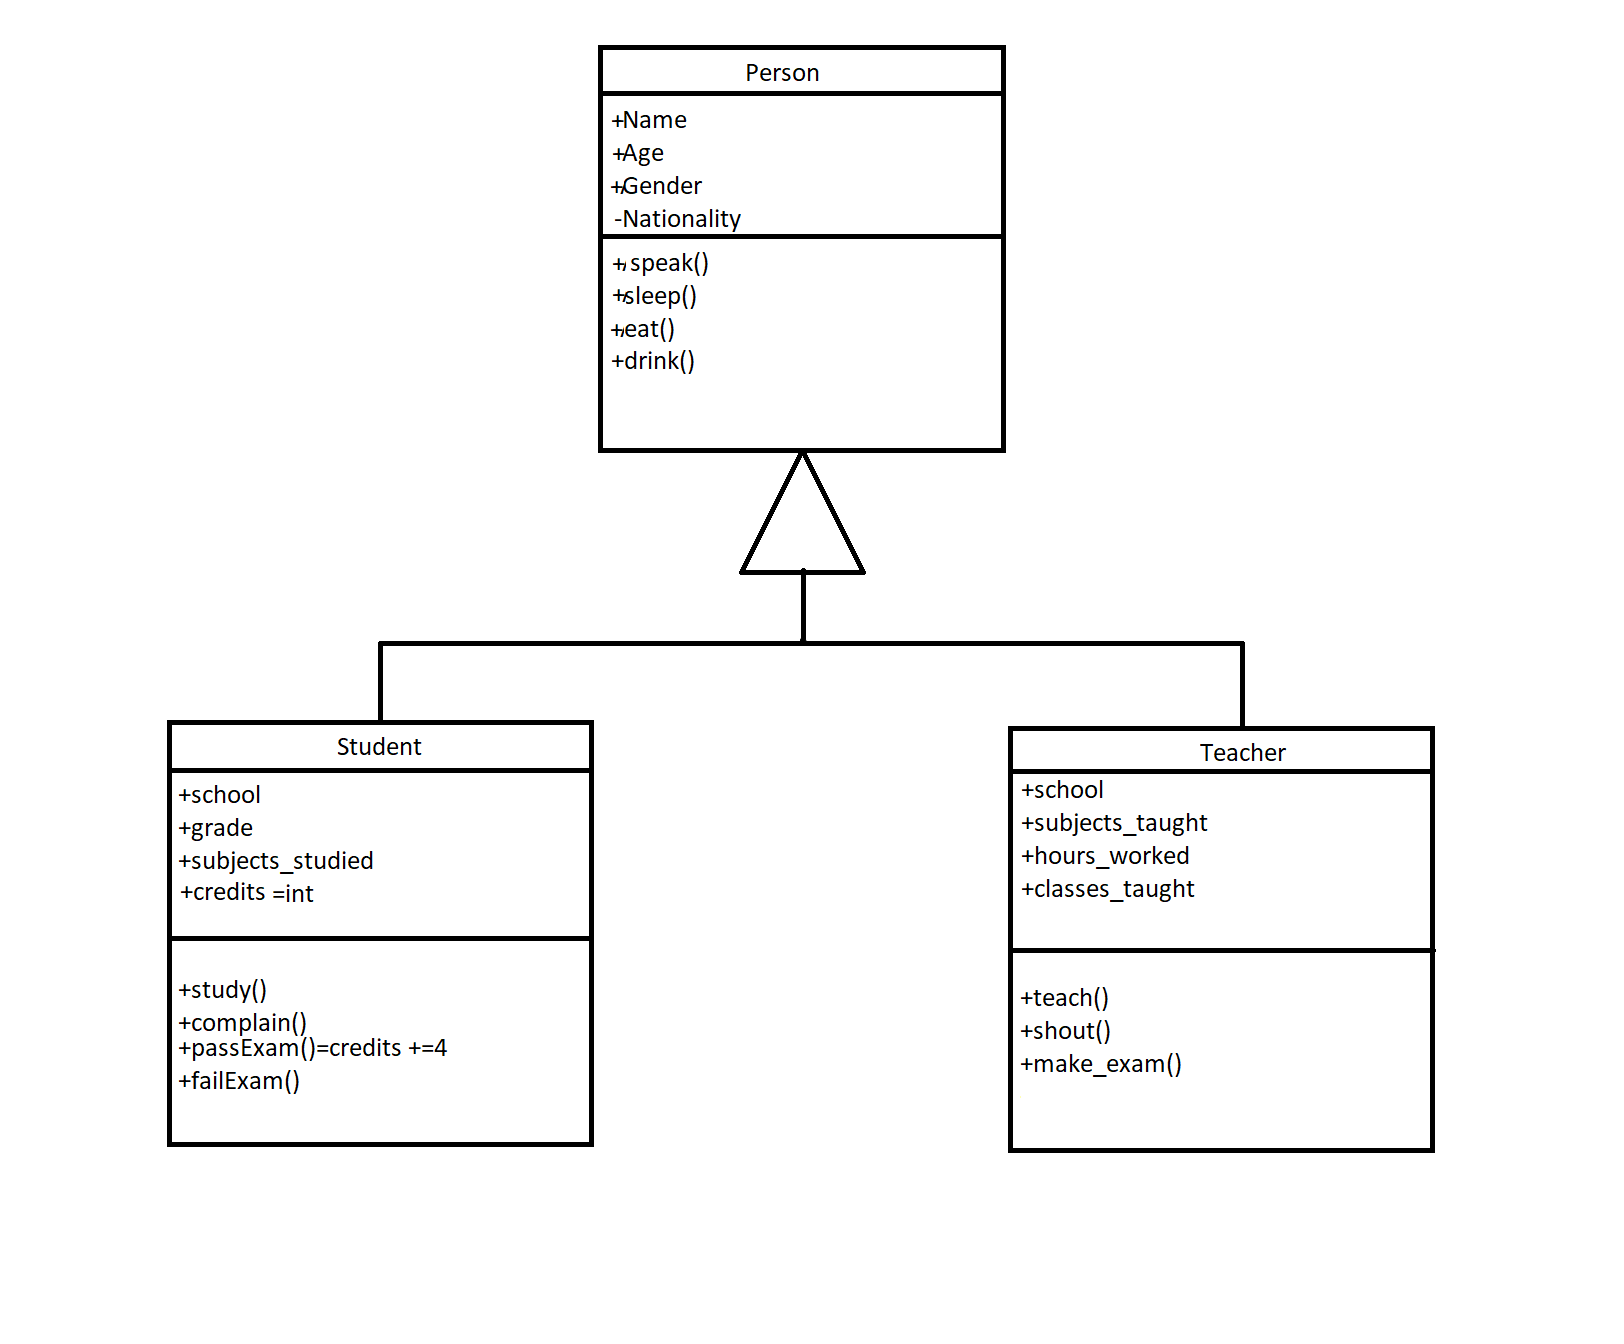 Person
+Name
+Age
+Gender
-Nationality
+ speak()
+sleep()
+eat()
+drink()
Student
+school
+grade
+subjects_studied
+credits =int
+study()
+complain()
+passExam()=credits +=4
+failExam()
Teacher
+school
+subjects_taught
+hours_worked
+classes_taught
+teach()
+shout()
+make_exam()